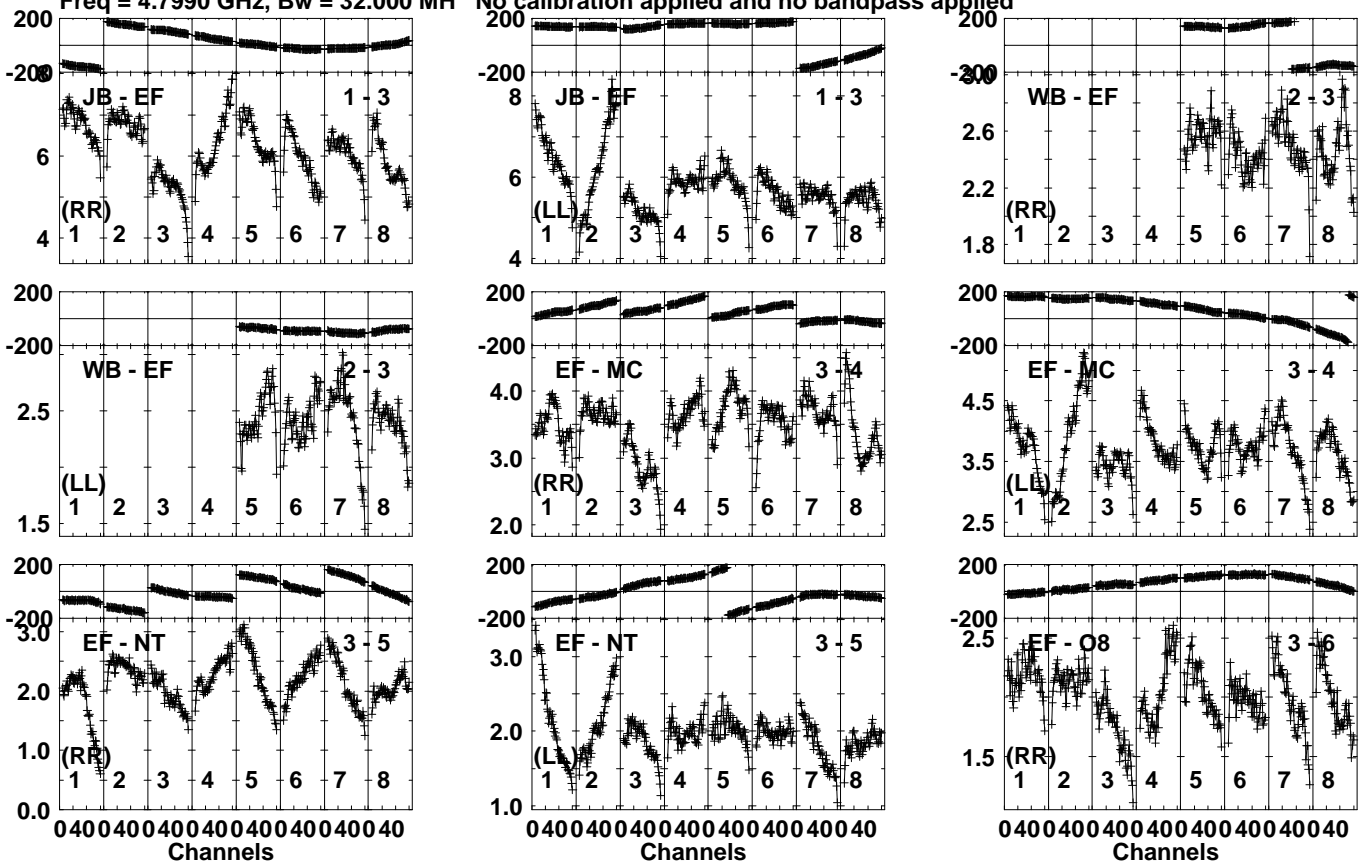 Freq = 4.7990 GHz, Bw = 32.000 MH No calibration applied and no bandpass applied
200
-200
8
JB - EF 1 - 3
6
(RR)
4
1 2 3 4 5 6 7 8
200
-200
8
JB - EF 1 - 3
6
(LL)
4
1 2 3 4 5 6 7 8
200
-200
3.0
WB - EF 2 - 3
2.6
2.2
(RR)
1.8
1 2 3 4 5 6 7 8
200
-200
WB - EF 2 - 3
2.5
(LL)
1.5
1 2 3 4 5 6 7 8
200
-200
EF - MC 3 - 4
4.0
3.0
(RR)
2.0
1 2 3 4 5 6 7 8
200
-200
EF - MC 3 - 4
4.5
3.5
(LL)
2.5
1 2 3 4 5 6 7 8
200
-200
3.0
EF - NT 3 - 5
2.0
1.0
(RR)
0.0
1 2 3 4 5 6 7 8
0 40 0 40 0 40 0 40 0 40 0 40 0 40 0 40
Channels
200
-200
EF - NT 3 - 5
3.0
2.0
(LL)
1.0
1 2 3 4 5 6 7 8
0 40 0 40 0 40 0 40 0 40 0 40 0 40 0 40
Channels
200
-200
2.5
EF - O8 3 - 6
(RR)
1.5
1 2 3 4 5 6 7 8
0 40 0 40 0 40 0 40 0 40 0 40 0 40 0 40
Channels